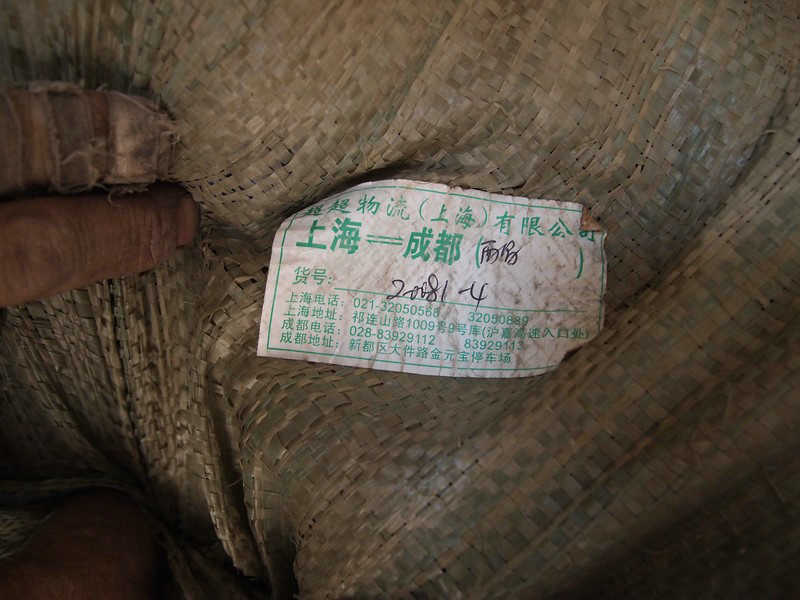 超物流(上海)有限公司
上海⇌成都( )
货号: 20081-4
上海电话: 021-32050568 32050889
上海地址: 祁连山路1009号9号库(沪嘉高速入口处)
成都电话: 028-83929112 83929113
成都地址: 新都区大件路金元宝停车场